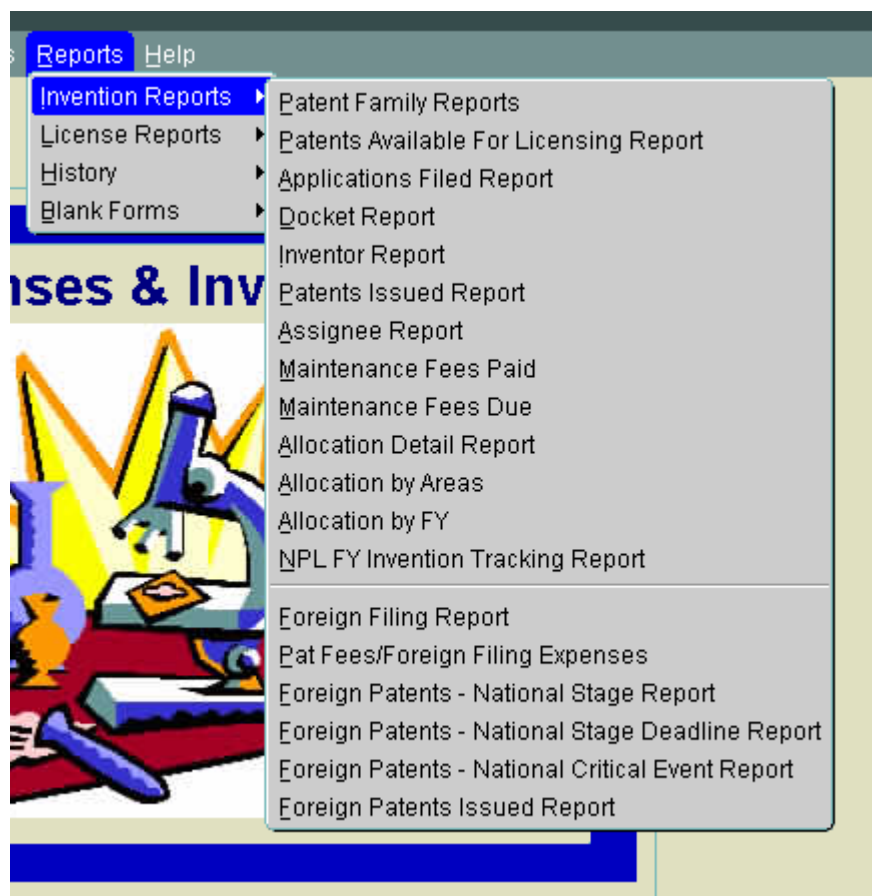 s Reports Help
Invention Reports
License Reports
History
Blank Forms
nses & Inv
Patent Family Reports
Patents Available For Licensing Report
Applications Filed Report
Docket Report
Inventor Report
Patents Issued Report
Assignee Report
Maintenance Fees Paid
Maintenance Fees Due
Allocation Detail Report
Allocation by Areas
Allocation by FY
NPL FY Invention Tracking Report
Foreign Filing Report
Pat Fees/Foreign Filing Expenses
Foreign Patents - National Stage Report
Foreign Patents - National Stage Deadline Report
Foreign Patents - National Critical Event Report
Foreign Patents Issued Report